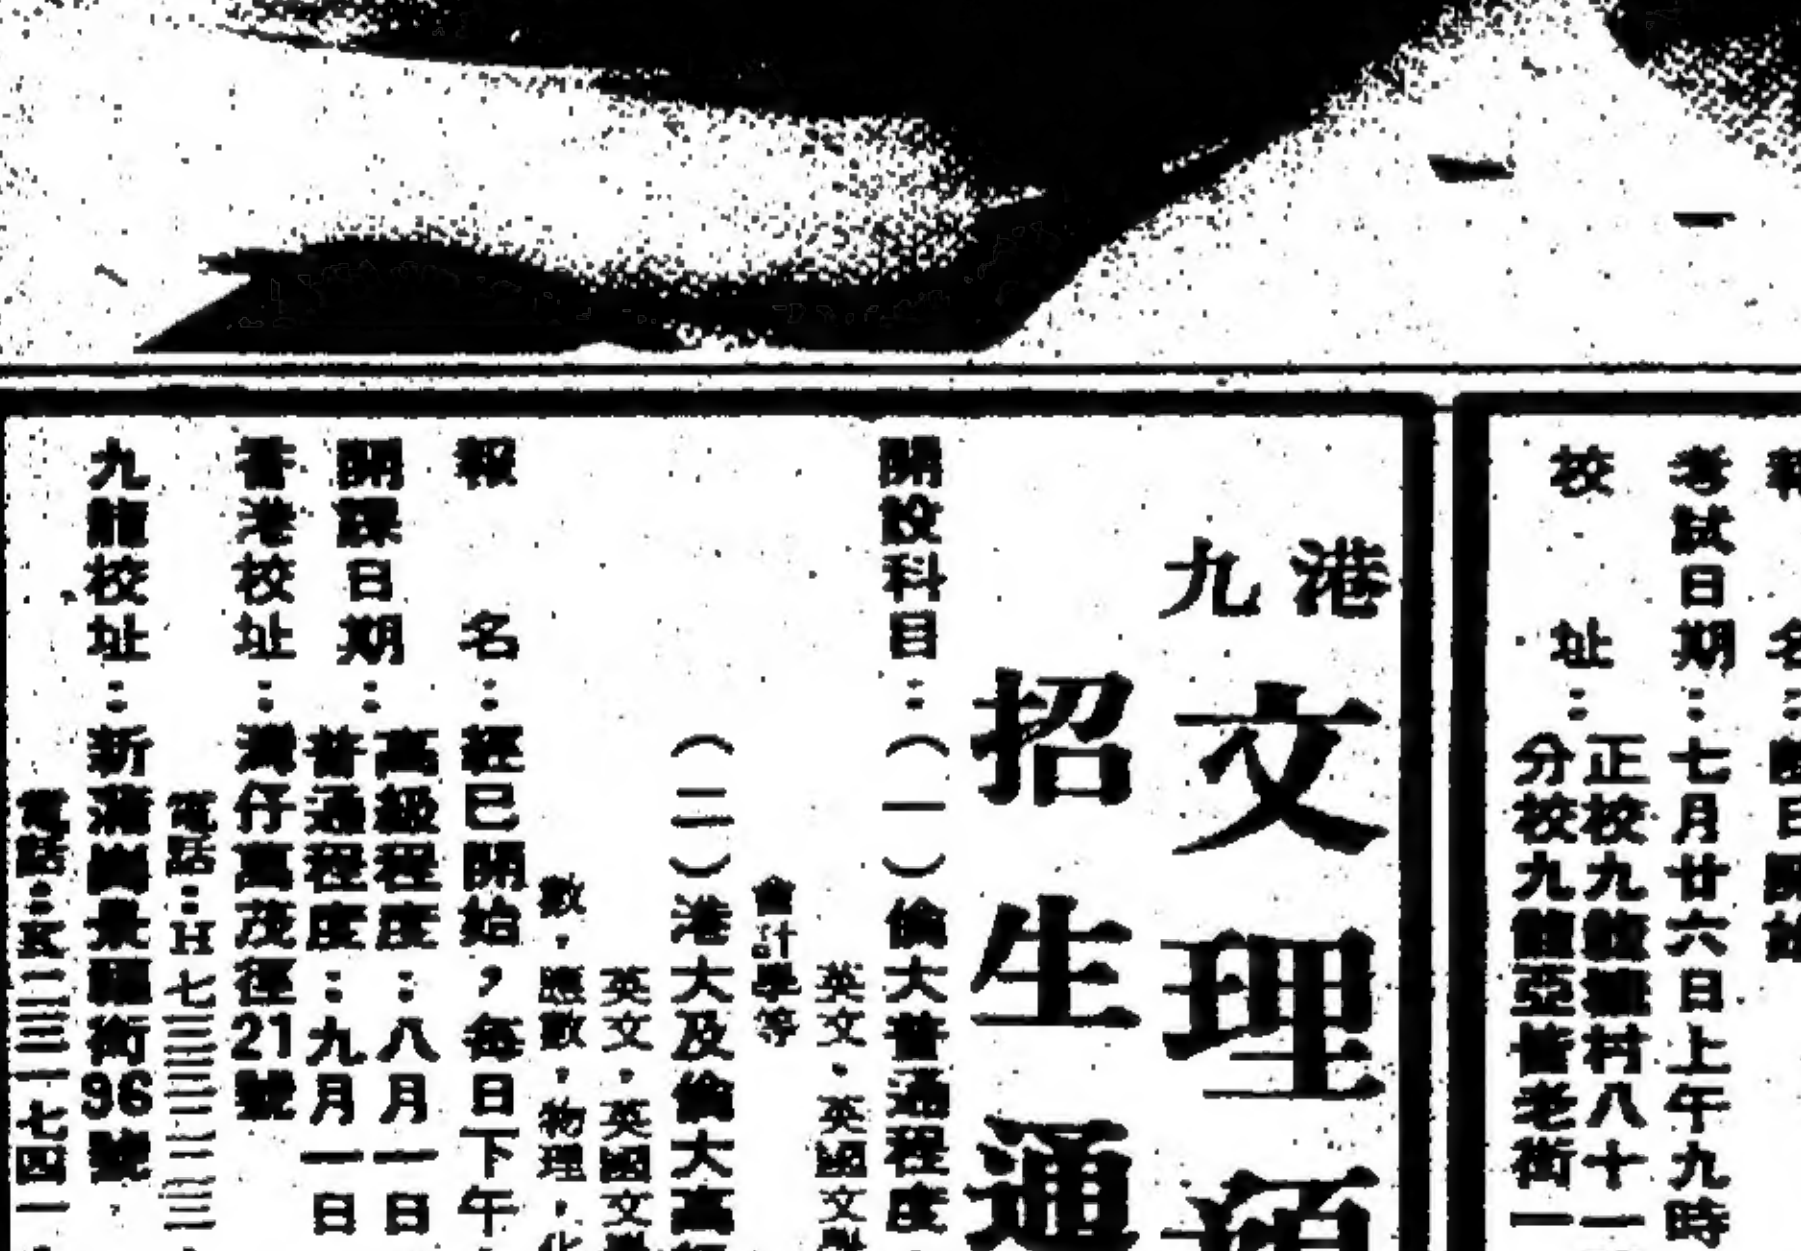 報　名：
考試日期：七月廿六日上午九時
校　址：正校九龍
村八十一
分校九龍亞皆老街一
港九
文理預
招生通
開設科目：（一）倫大普通程度
英文．英國文學
會計學等
（二）港大及倫大高級
英文．英國文學
數．應數．物理．化
報　名：經已開始，每日下午
開課日期：高級程度：八月一日
普通程度：九月一日
香港校址：灣仔萬茂徑21號
電話：H七三
九龍校址：新蒲崗景福街96號
電話：K二三三一七四一